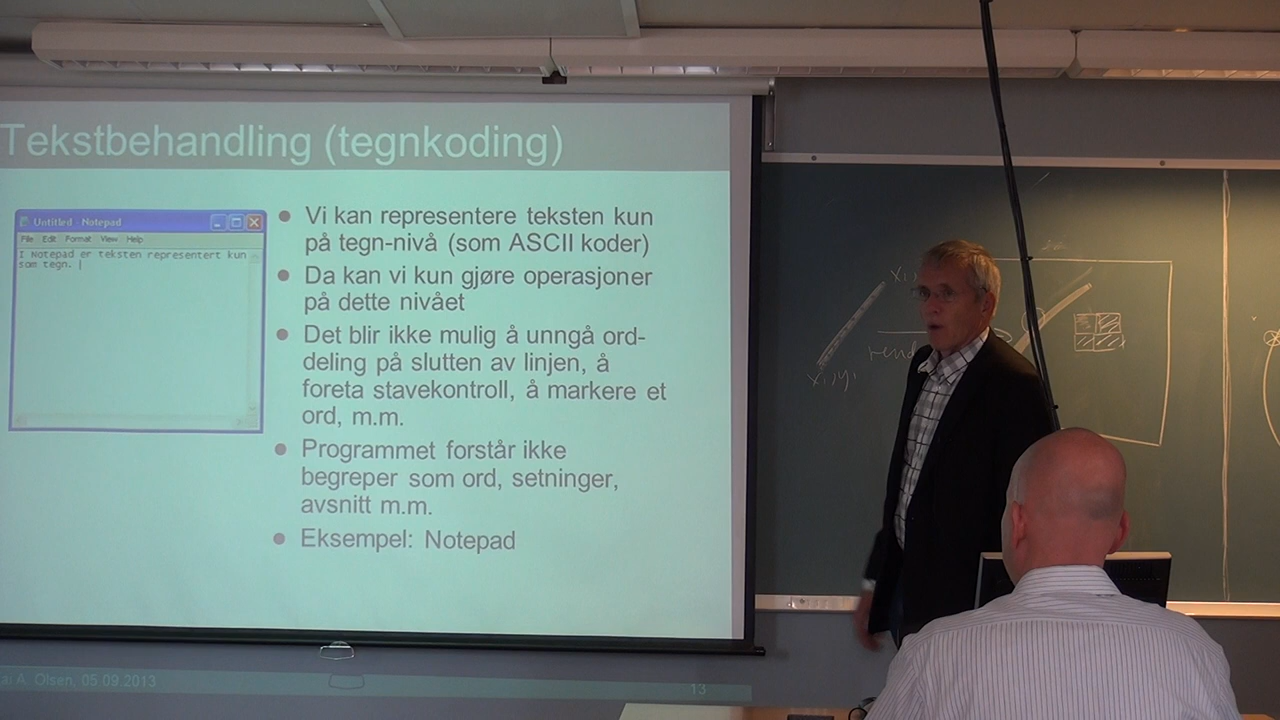 Tekstbehandling (tegnkoding)
Untitled - Notepad
File Edit Format View Help
I Notepad er teksten representert kun
som tegn.
Vi kan representere teksten kun
på tegn-nivå (som ASCII koder)
Da kan vi kun gjøre operasjoner
på dette nivået
Det blir ikke mulig å unngå ord-
deling på slutten av linjen, å
foreta stavekontroll, å markere et
ord, m.m.
Programmet forstår ikke
begreper som ord, setninger,
avsnitt m.m.
Eksempel: Notepad
A. Olsen, 05.09.2013
13